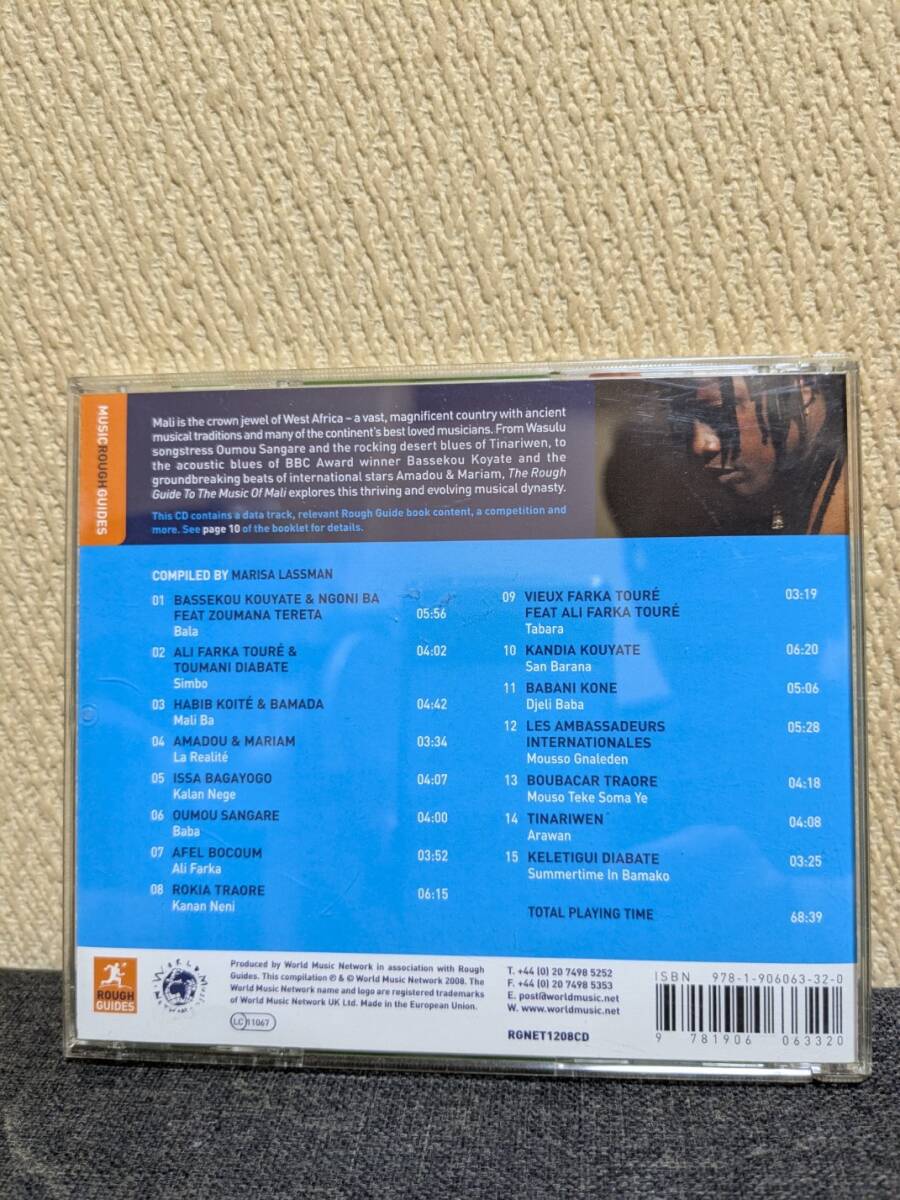 MUSIC ROUGH GUIDES
Mali is the crown jewel of West Africa – a vast, magnificent country with ancient
musical traditions and many of the continent's best loved musicians. From Wasulu
songstress Oumou Sangare and the rocking desert blues of Tinariwen, to
the acoustic blues of BBC Award winner Bassekou Koyate and the
groundbreaking beats of international stars Amadou & Mariam, The Rough
Guide To The Music Of Mali explores this thriving and evolving musical dynasty.
This CD contains a data track, relevant Rough Guide book content, a competition and
more. See page 10 of the booklet for details.
COMPILED BY MARISA LASSMAN
01 BASSEKOU KOUYATE & NGONI BA
FEAT ZOUMANA TERETA 05:56
Bala
02 ALI FARKA TOURÉ & 04:02
TOUMANI DIABATE
Simbo
03 HABIB KOITÉ & BAMADA 04:42
Mali Ba
04 AMADOU & MARIAM 03:34
La Realité
05 ISSA BAGAYOGO 04:07
Kalan Nege
06 OUMOU SANGARE 04:00
Baba
07 AFEL BOCOUM 03:52
Ali Farka
08 ROKIA TRAORE 06:15
Kanan Neni
09 VIEUX FARKA TOURÉ 03:19
FEAT ALI FARKA TOURÉ
Tabara
10 KANDIA KOUYATE 06:20
San Barana
11 BABANI KONE 05:06
Djeli Baba
12 LES AMBASSADEURS 05:28
INTERNATIONALES
Mousso Gnaleden
13 BOUBACAR TRAORE 04:18
Mouso Teke Soma Ye
14 TINARIWEN 04:08
Arawan
15 KELETIGUI DIABATE 03:25
Summertime In Bamako
TOTAL PLAYING TIME 68:39
ROUGH
GUIDES
WORLD MUSIC NETWORK
Produced by World Music Network in association with Rough
Guides. This compilation ℗ & © World Music Network 2008. The
World Music Network name and logo are registered trademarks
of World Music Network UK Ltd. Made in the European Union.
LC 11067
T. +44 (0) 20 7498 5252
F. +44 (0) 20 7498 5353
E. post@worldmusic.net
W. www.worldmusic.net
RGNET1208CD
ISBN 978-1-906063-32-0
9 781906 063320